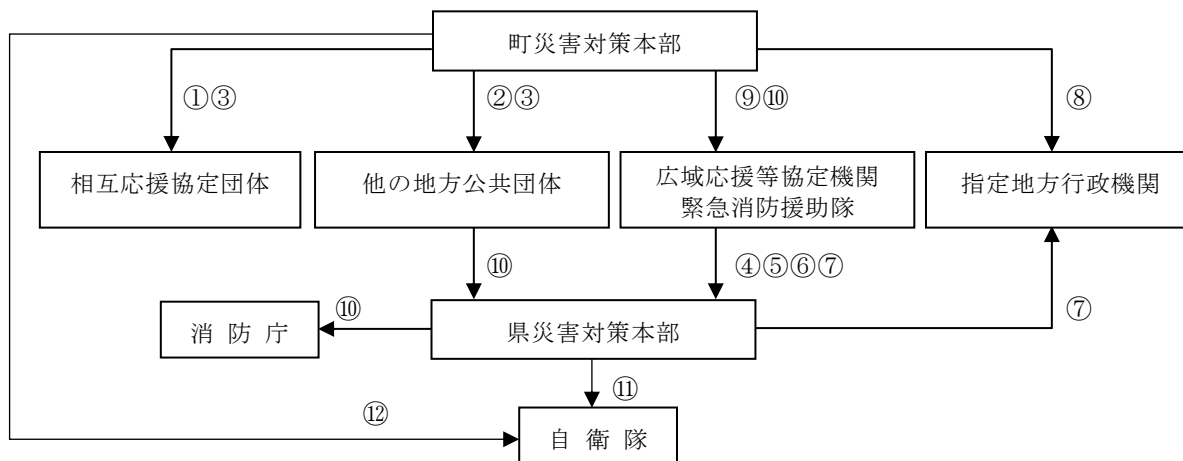 町災害対策本部
①③
②③
⑨⑩
⑧
相互応援協定団体
他の地方公共団体
広域応援等協定機関
緊急消防援助隊
指定地方行政機関
⑩
④⑤⑥⑦
⑩
⑦
消防庁
県災害対策本部
⑪
⑫
自衛隊